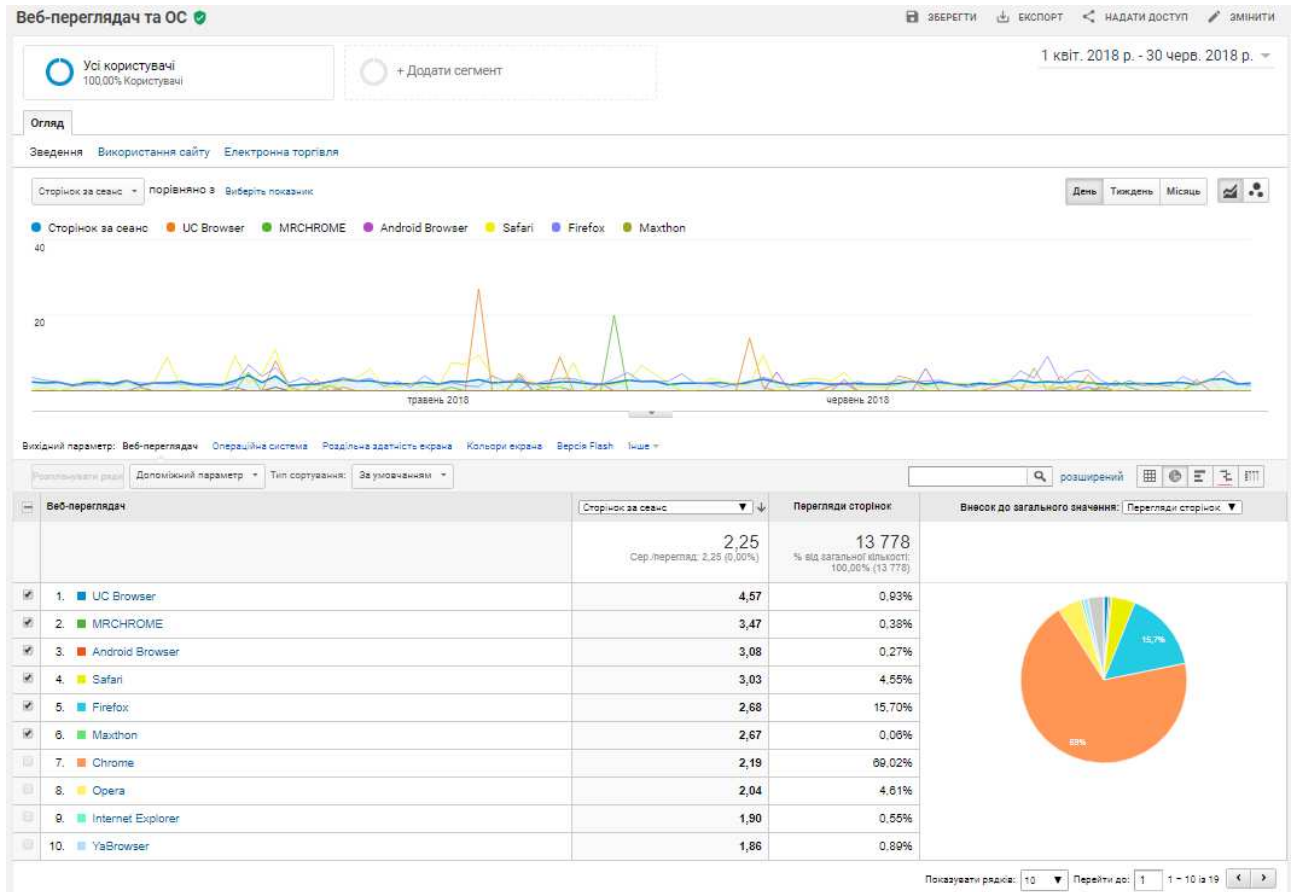 Веб-переглядач та ОС
ЗБЕРЕГТИ ЕКСПОРТ НАДАТИ ДОСТУП ЗМІНИТИ
Усі користувачі
100,00% Користувачі
+ Додати сегмент
1 квіт. 2018 р. - 30 черв. 2018 р.
Огляд
Зведення Використання сайту Електронна торгівля
Сторінок за сеанс порівняно з Виберіть показник
День Тиждень Місяць
Сторінок за сеанс UC Browser MRCHROME Android Browser Safari Firefox Maxthon
40
20
травень 2018 червень 2018
Вихідний параметр: Веб-переглядач Операційна система Роздільна здатність екрана Кольори екрана Версія Flash Інше
Розпланувати ряди Допоміжний параметр Тип сортування: За умовчанням
розширений
Веб-переглядач Сторінок за сеанс Перегляди сторінок Внесок до загального значення: Перегляди сторінок
2,25 13 778
Сер./перегляд: 2,25 (0,00%) % від загальної кількості:
100,00% (13 778)
1. UC Browser 4,57 0,93%
2. MRCHROME 3,47 0,38%
3. Android Browser 3,08 0,27%
4. Safari 3,03 4,55%
5. Firefox 2,68 15,70%
6. Maxthon 2,67 0,06%
7. Chrome 2,19 69,02%
8. Opera 2,04 4,61%
9. Internet Explorer 1,90 0,55%
10. YaBrowser 1,86 0,89%
15,7%
69%
Показувати рядків: 10 Перейти до: 1 1 – 10 із 19